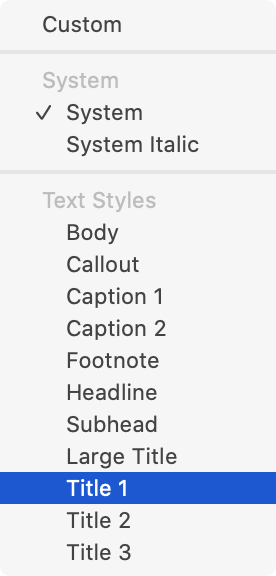 Custom
System
✓ System
System Italic
Text Styles
Body
Callout
Caption 1
Caption 2
Footnote
Headline
Subhead
Large Title
Title 1
Title 2
Title 3